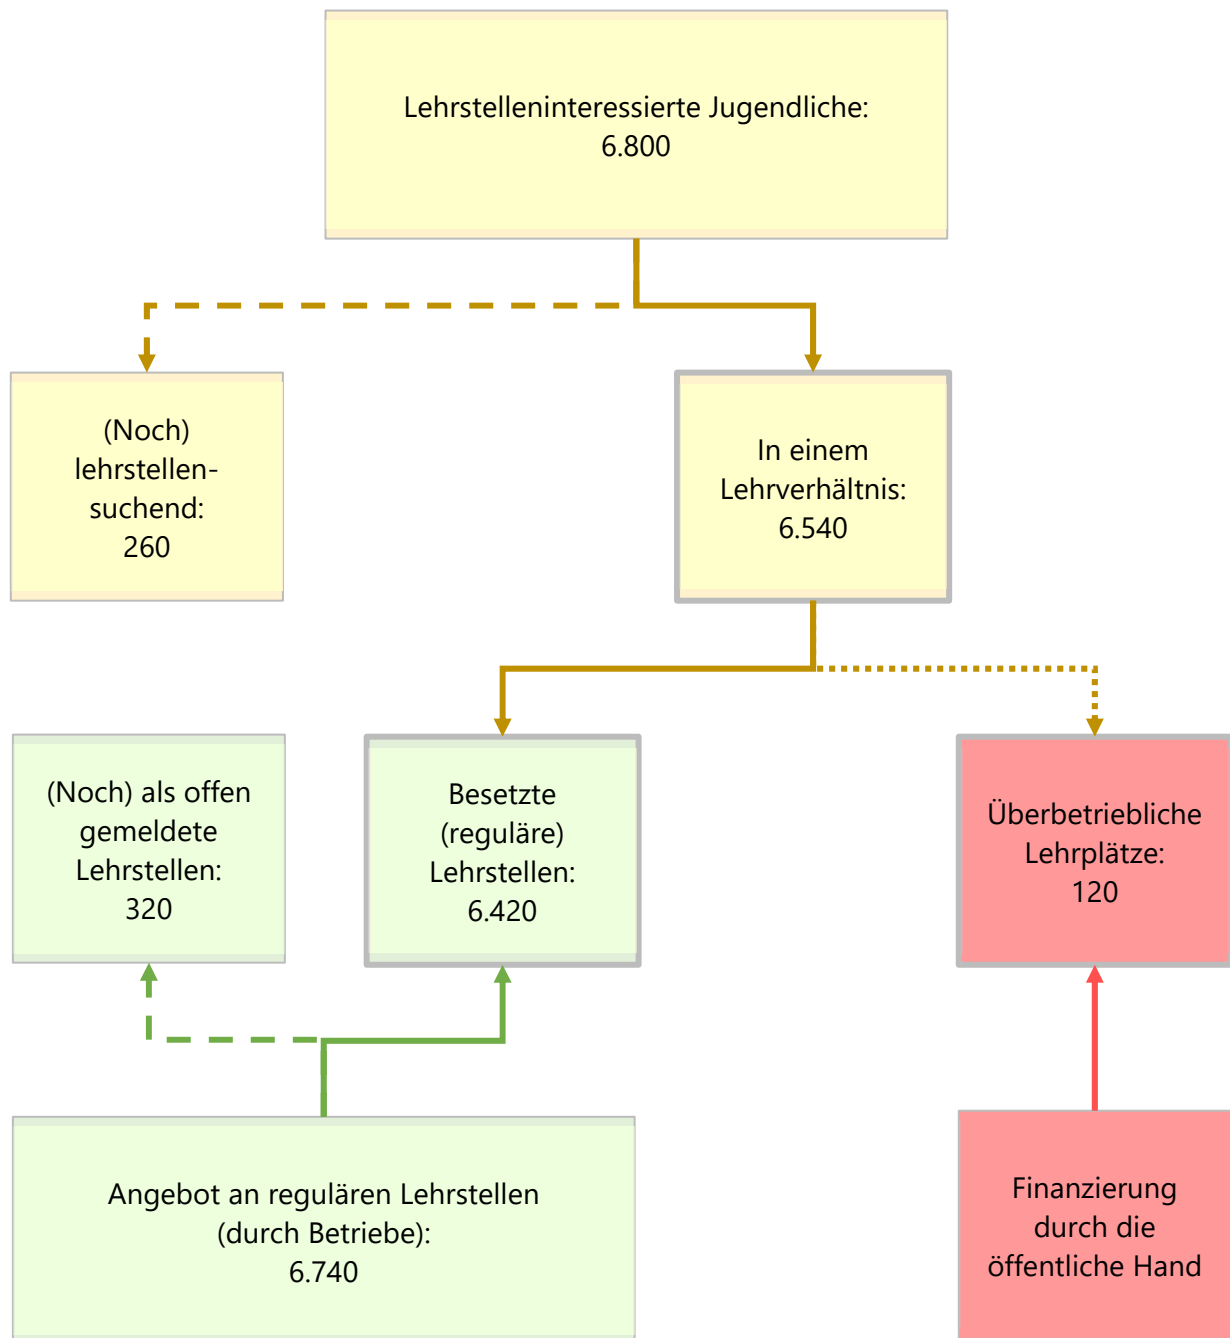 Lehrstelleninteressierte Jugendliche:
6.800
(Noch)
lehrstellen-
suchend:
260
In einem
Lehrverhältnis:
6.540
(Noch) als offen
gemeldete
Lehrstellen:
320
Besetzte
(reguläre)
Lehrstellen:
6.420
Überbetriebliche
Lehrplätze:
120
Angebot an regulären Lehrstellen
(durch Betriebe):
6.740
Finanzierung
durch die
öffentliche Hand